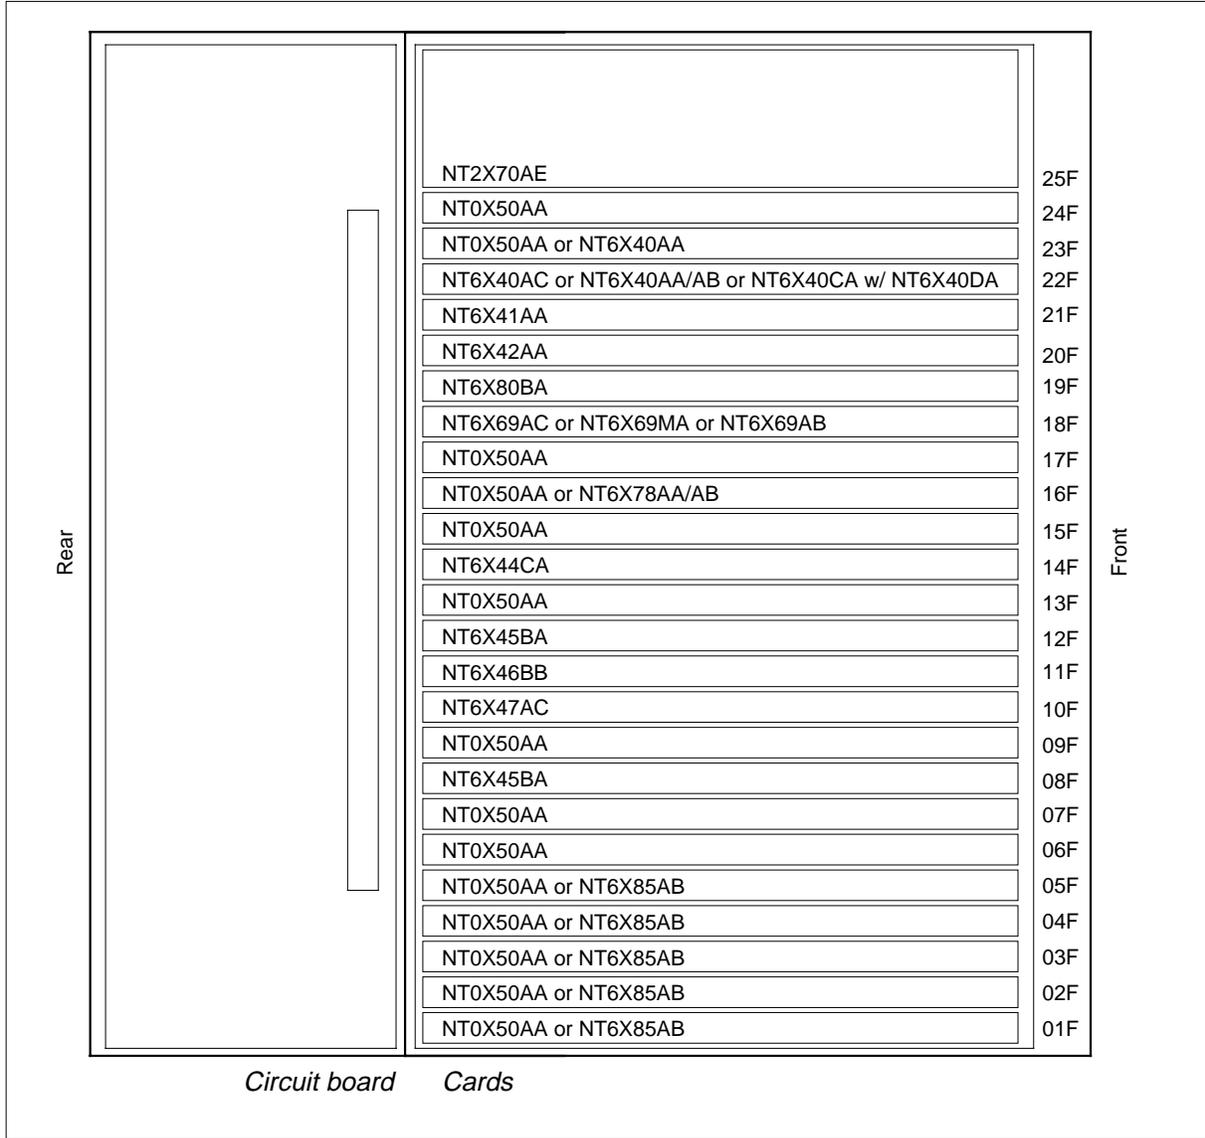 NT2X70AE 25F
NT0X50AA 24F
NT0X50AA or NT6X40AA 23F
NT6X40AC or NT6X40AA/AB or NT6X40CA w/ NT6X40DA 22F
NT6X41AA 21F
NT6X42AA 20F
NT6X80BA 19F
NT6X69AC or NT6X69MA or NT6X69AB 18F
NT0X50AA 17F
NT0X50AA or NT6X78AA/AB 16F
NT0X50AA 15F
Rear
Front
NT6X44CA 14F
NT0X50AA 13F
NT6X45BA 12F
NT6X46BB 11F
NT6X47AC 10F
NT0X50AA 09F
NT6X45BA 08F
NT0X50AA 07F
NT0X50AA 06F
NT0X50AA or NT6X85AB 05F
NT0X50AA or NT6X85AB 04F
NT0X50AA or NT6X85AB 03F
NT0X50AA or NT6X85AB 02F
NT0X50AA or NT6X85AB 01F
Circuit board Cards